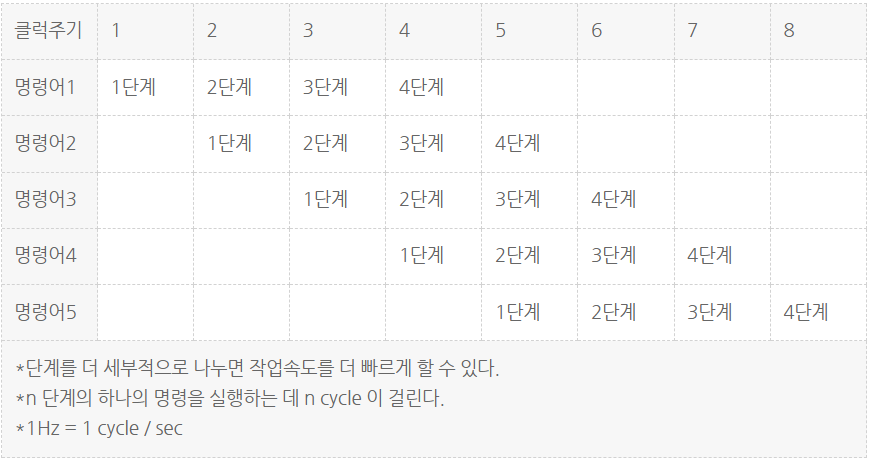 클럭주기 1 2 3 4 5 6 7 8
명령어1 1단계 2단계 3단계 4단계
명령어2 1단계 2단계 3단계 4단계
명령어3 1단계 2단계 3단계 4단계
명령어4 1단계 2단계 3단계 4단계
명령어5 1단계 2단계 3단계 4단계
*단계를 더 세부적으로 나누면 작업속도를 더 빠르게 할 수 있다.
*n 단계의 하나의 명령을 실행하는 데 n cycle 이 걸린다.
*1Hz = 1 cycle / sec